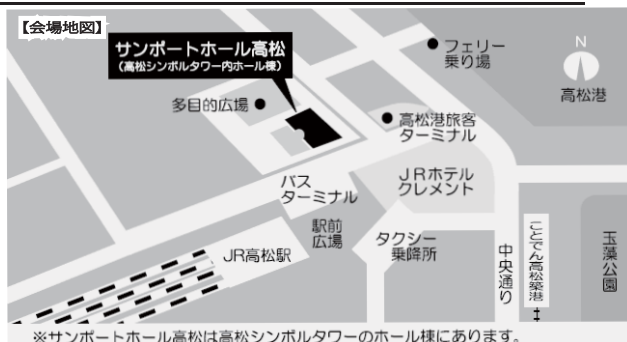 【会場地図】
サンポートホール高松
(高松シンボルタワー内ホール棟)
フェリー
乗り場
N
高松港
多目的広場
高松港旅客
ターミナル
バス
ターミナル
JRホテル
クレメント
駅前
広場
タクシー
乗降所
JR高松駅
中央通り
ことでん高松築港
玉藻公園
※サンポートホール高松は高松シンボルタワーのホール棟にあります。